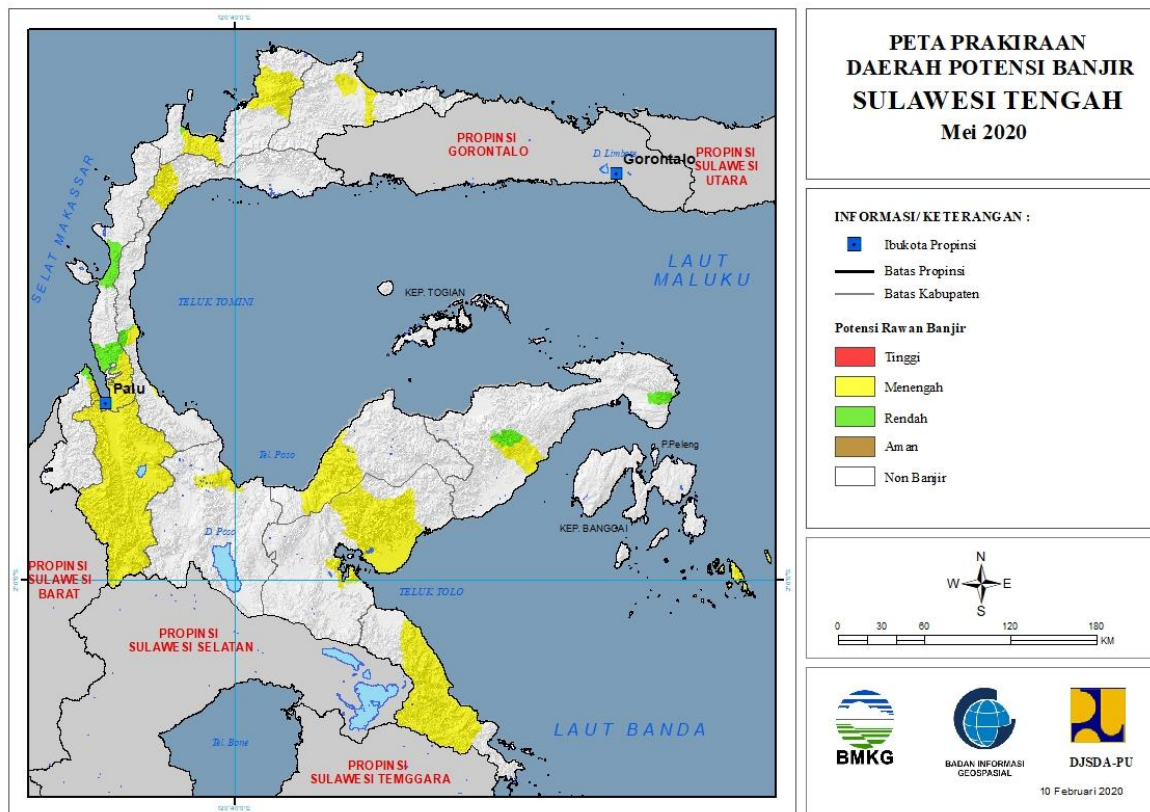 PETA PRAKIRAAN
DAERAH POTENSI BANJIR
SULAWESI TENGAH
Mei 2020
INFORMASI/ KETERANGAN :
Ibukota Propinsi
Batas Propinsi
Batas Kabupaten
Potensi Rawan Banjir
Tinggi
Menengah
Rendah
Aman
Non Banjir
N
W E
S
0 30 60 120 180
KM
BMKG
BADAN INFORMASI
GEOSPASIAL
DJSDA-PU
10 Februari 2020
PROPINSI
GORONTALO
D. Limboto
Gorontalo
PROPINSI
SULAWESI
UTARA
SELAT MAKASSAR
LAUT
MALUKU
TELUK TOMINI
KEP. TOGIAN
Palu
Tel. Poso
P.Peleng
KEP. BANGGAI
D. Poso
PROPINSI
SULAWESI
BARAT
TELUK TOLO
PROPINSI
SULAWESI SELATAN
LAUT BANDA
Tel. Bone
PROPINSI
SULAWESI TEMGGARA